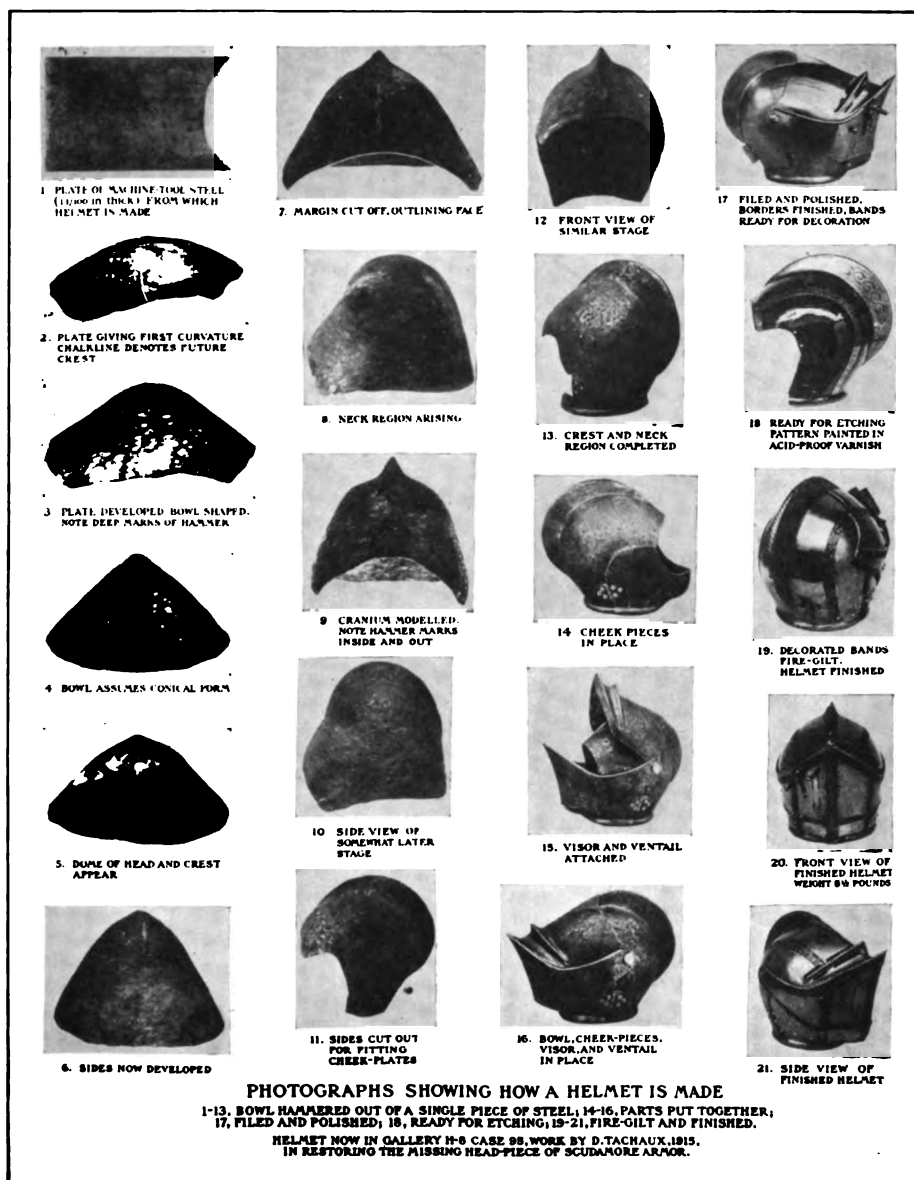 1 PLATE OF MACHINE-TOOL STELL
(11/100 in thick) FROM WHICH
HELMET IS MADE
2. PLATE GIVING FIRST CURVATURE
CHALKLINE DENOTES FUTURE
CREST
3 PLATE DEVELOPED BOWL SHAPED.
NOTE DEEP MARKS OF HAMMER
4 BOWL ASSUMES CONICAL FORM
5. DOME OF HEAD AND CREST
APPEAR
6. SIDES NOW DEVELOPED
7. MARGIN CUT OFF, OUTLINING FACE
8. NECK REGION ARISING
9 CRANIUM MODELLED.
NOTE HAMMER MARKS
INSIDE AND OUT
10 SIDE VIEW OF
SOMEWHAT LATER
STAGE
11. SIDES CUT OUT
FOR FITTING
CHEEK-PLATES
12 FRONT VIEW OF
SIMILAR STAGE
13. CREST AND NECK
REGION COMPLETED
14 CHEEK PIECES
IN PLACE
15. VISOR AND VENTAIL
ATTACHED
16. BOWL, CHEEK-PIECES,
VISOR, AND VENTAIL
IN PLACE
17 FILED AND POLISHED,
BORDERS FINISHED, BANDS
READY FOR DECORATION
18 READY FOR ETCHING
PATTERN PAINTED IN
ACID-PROOF VARNISH
19. DECORATED BANDS
FIRE-GILT.
HELMET FINISHED
20. FRONT VIEW OF
FINISHED HELMET
WEIGHT 8½ POUNDS
21. SIDE VIEW OF
FINISHED HELMET
PHOTOGRAPHS SHOWING HOW A HELMET IS MADE
1-13. BOWL HAMMERED OUT OF A SINGLE PIECE OF STEEL; 14-16, PARTS PUT TOGETHER;
17, FILED AND POLISHED; 18, READY FOR ETCHING; 19-21, FIRE-GILT AND FINISHED.
HELMET NOW IN GALLERY H-8 CASE 98, WORK BY D. TACHAUX, 1915.
IN RESTORING THE MISSING HEAD-PIECE OF SCUDAMORE ARMOR.